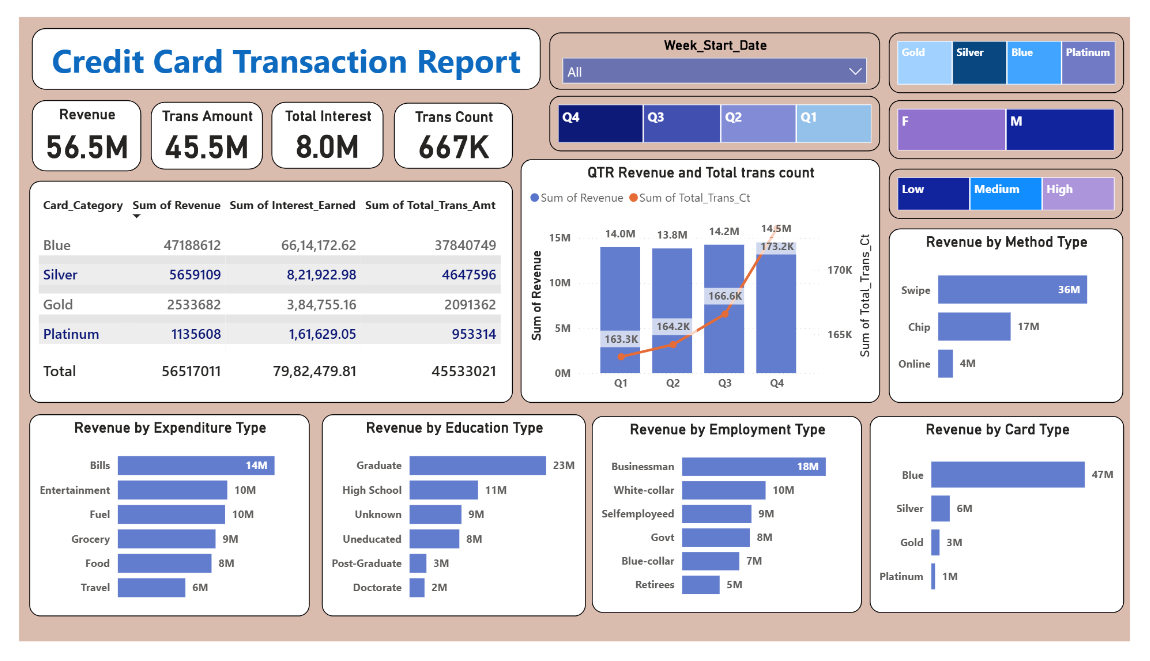 Credit Card Transaction Report
Week_Start_Date
All
Gold Silver Blue Platinum
Revenue
56.5M
Trans Amount
45.5M
Total Interest
8.0M
Trans Count
667K
Q4 Q3 Q2 Q1
F M
Low Medium High
Card_Category Sum of Revenue Sum of Interest_Earned Sum of Total_Trans_Amt
Blue 47188612 66,14,172.62 37840749
Silver 5659109 8,21,922.98 4647596
Gold 2533682 3,84,755.16 2091362
Platinum 1135608 1,61,629.05 953314
Total 56517011 79,82,479.81 45533021
QTR Revenue and Total trans count
Sum of Revenue Sum of Total_Trans_Ct
Sum of Revenue
15M
10M
5M
0M
14.0M 13.8M 14.2M 14.5M
163.3K 164.2K 166.6K 173.2K
Q1 Q2 Q3 Q4
170K
165K
Sum of Total_Trans_Ct
Revenue by Method Type
Swipe 36M
Chip 17M
Online 4M
Revenue by Expenditure Type
Bills 14M
Entertainment 10M
Fuel 10M
Grocery 9M
Food 8M
Travel 6M
Revenue by Education Type
Graduate 23M
High School 11M
Unknown 9M
Uneducated 8M
Post-Graduate 3M
Doctorate 2M
Revenue by Employment Type
Businessman 18M
White-collar 10M
Selfemployeed 9M
Govt 8M
Blue-collar 7M
Retirees 5M
Revenue by Card Type
Blue 47M
Silver 6M
Gold 3M
Platinum 1M